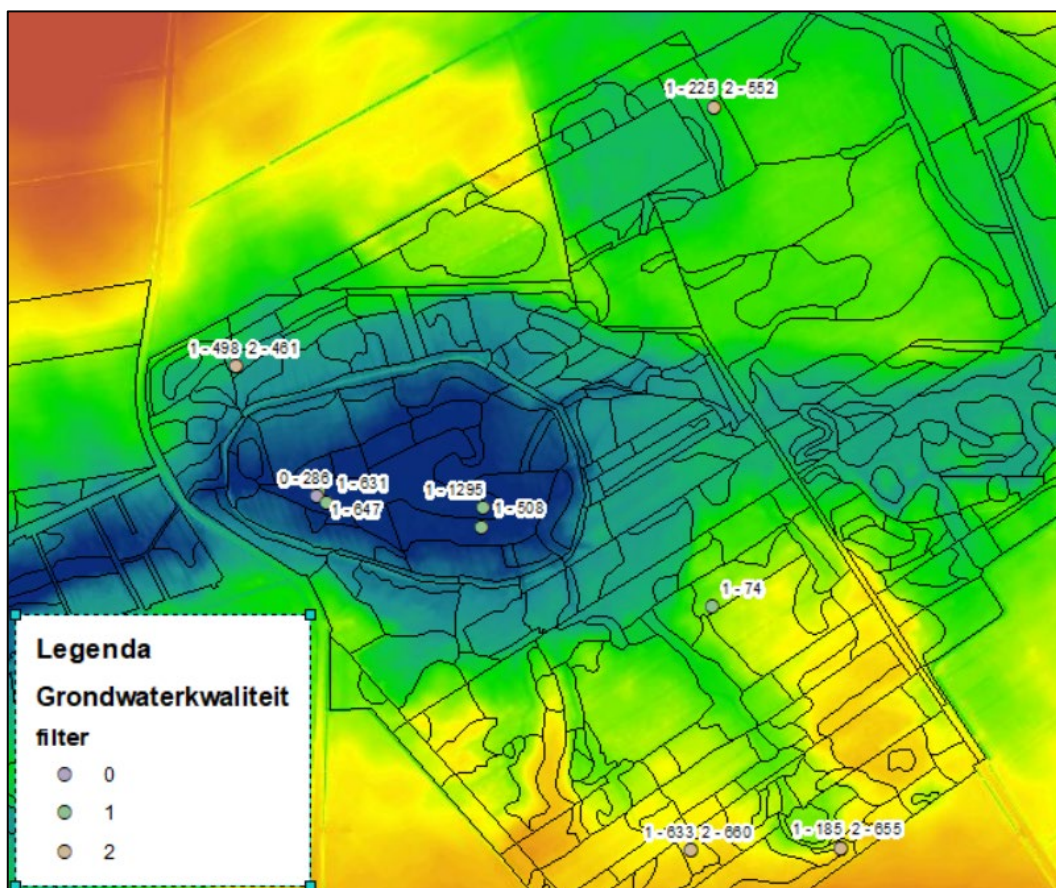 1 - 225 2 - 552
1 - 498 2 - 461
0 - 286 1 - 631
1 - 647
1 - 1295
1 - 508
1 - 74
1 - 633 2 - 660
1 - 185 2 - 655
Legenda
Grondwaterkwaliteit
filter
0
1
2